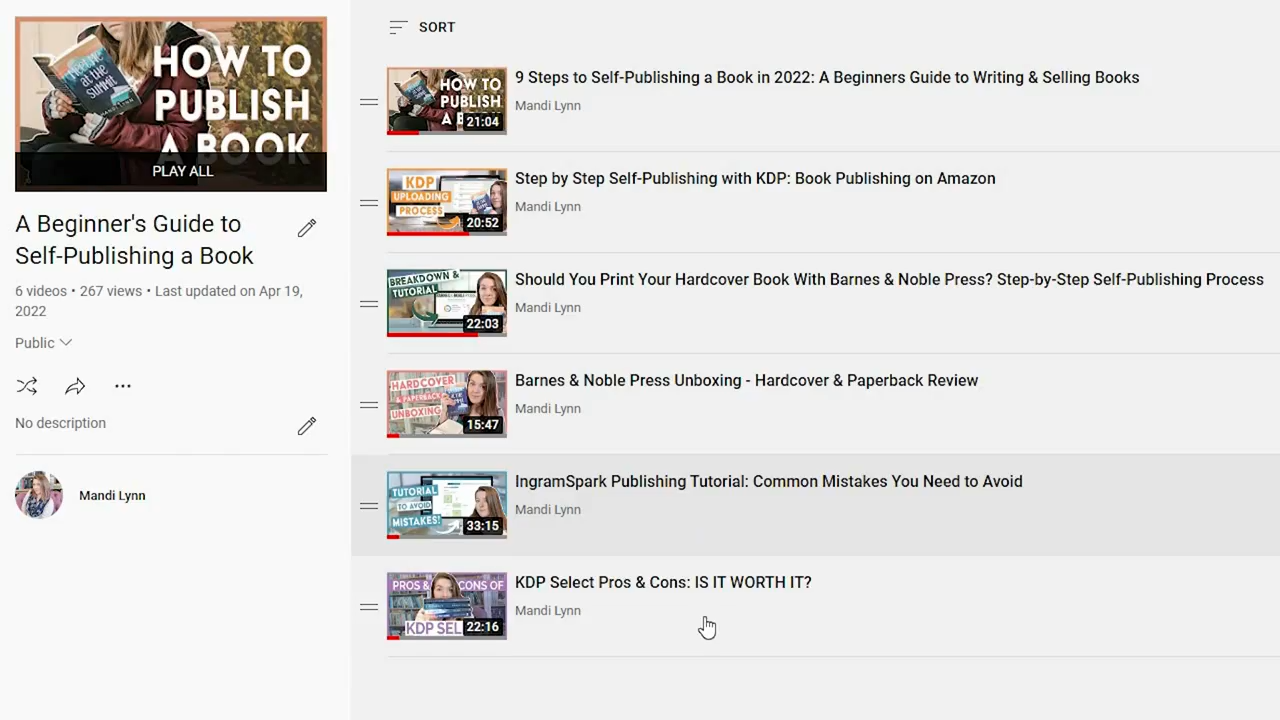 HOW TO
PUBLISH
A BOOK
PLAY ALL
A Beginner's Guide to
Self-Publishing a Book
6 videos • 267 views • Last updated on Apr 19,
2022
Public
No description
Mandi Lynn
SORT
HOW TO
PUBLISH
21:04
9 Steps to Self-Publishing a Book in 2022: A Beginners Guide to Writing & Selling Books
Mandi Lynn
KDP
UPLOADING
PROCESS
20:52
Step by Step Self-Publishing with KDP: Book Publishing on Amazon
Mandi Lynn
BREAKDOWN &
TUTORIAL
22:03
Should You Print Your Hardcover Book With Barnes & Noble Press? Step-by-Step Self-Publishing Process
Mandi Lynn
HARDCOVER
& PAPERBACK
UNBOXING
15:47
Barnes & Noble Press Unboxing - Hardcover & Paperback Review
Mandi Lynn
TUTORIAL
TO AVOID
MISTAKES!
33:15
IngramSpark Publishing Tutorial: Common Mistakes You Need to Avoid
Mandi Lynn
PROS & CONS OF
KDP SEL
22:16
KDP Select Pros & Cons: IS IT WORTH IT?
Mandi Lynn